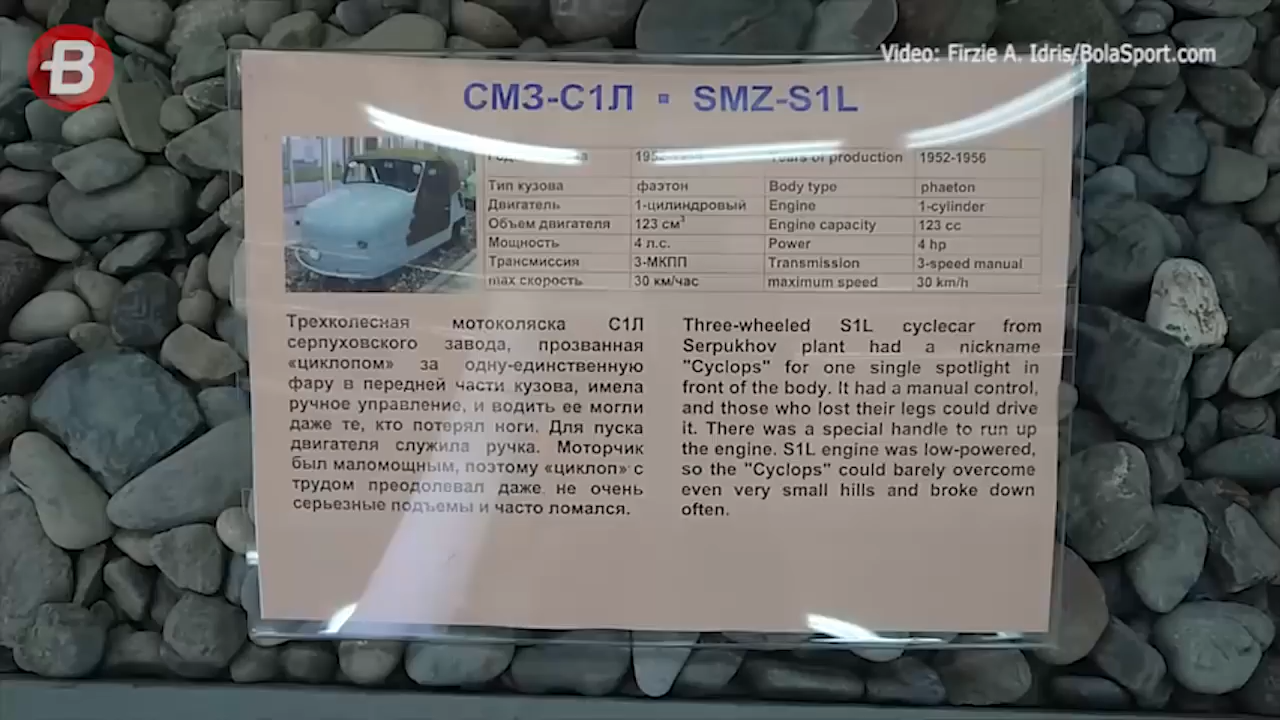 B
Video: Firzie A. Idris/BolaSport.com
СМЗ-С1Л ▫ SMZ-S1L
of production 1952-1956
Тип кузова фаэтон Body type phaeton
Двигатель 1-цилиндровый Engine 1-cylinder
Объем двигателя 123 см³ Engine capacity 123 cc
Мощность 4 л.с. Power 4 hp
Трансмиссия 3-МКПП Transmission 3-speed manual
max скорость 30 км/час maximum speed 30 km/h
Трехколесная мотоколяска С1Л
серпуховского завода, прозванная
«циклопом» за одну-единственную
фару в передней части кузова, имела
ручное управление, и водить ее могли
даже те, кто потерял ноги. Для пуска
двигателя служила ручка. Моторчик
был маломощным, поэтому «циклоп» с
трудом преодолевал даже не очень
серьезные подъемы и часто ломался.
Three-wheeled S1L cyclecar from
Serpukhov plant had a nickname
"Cyclops" for one single spotlight in
front of the body. It had a manual control,
and those who lost their legs could drive
it. There was a special handle to run up
the engine. S1L engine was low-powered,
so the "Cyclops" could barely overcome
even very small hills and broke down
often.